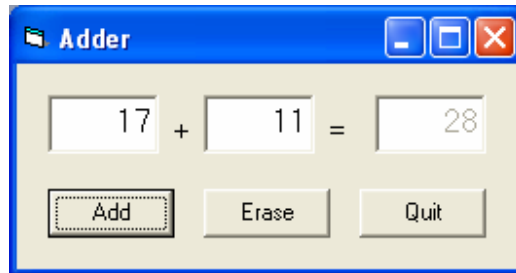 Adder
17 + 11 = 28
Add Erase Quit